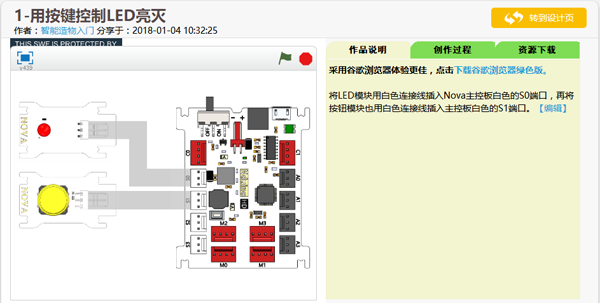 1-用按键控制LED亮灭
作者：智能造物入门 分享于：2018-01-04 10:32:25
转到设计页
THIS SWF IS PROTECTED BY
v439
作品说明
创作过程
资源下载
采用谷歌浏览器体验更佳，点击下载谷歌浏览器绿色版。
将LED模块用白色连接线插入Nova主控板白色的S0端口，再将
按钮模块也用白色连接线插入主控板白色的S1端口。【编辑】
NOVA
NOVA
OFF
ON
C0
C1
S0
S1
S2
S3
A0
A1
A2
A3
M2
M3
M0
M1